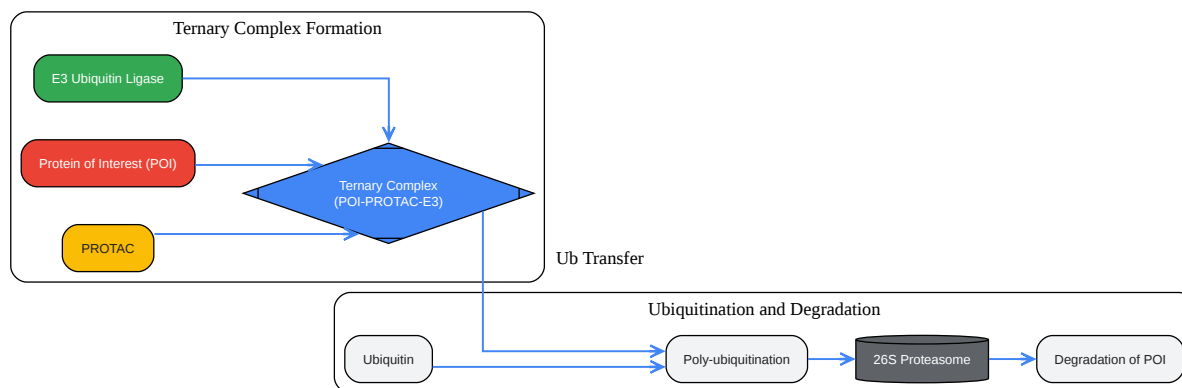 Ternary Complex Formation
E3 Ubiquitin Ligase
Protein of Interest (POI)
Ternary Complex
(POI-PROTAC-E3)
PROTAC
Ub Transfer
Ubiquitination and Degradation
Ubiquitin
Poly-ubiquitination
26S Proteasome
Degradation of POI